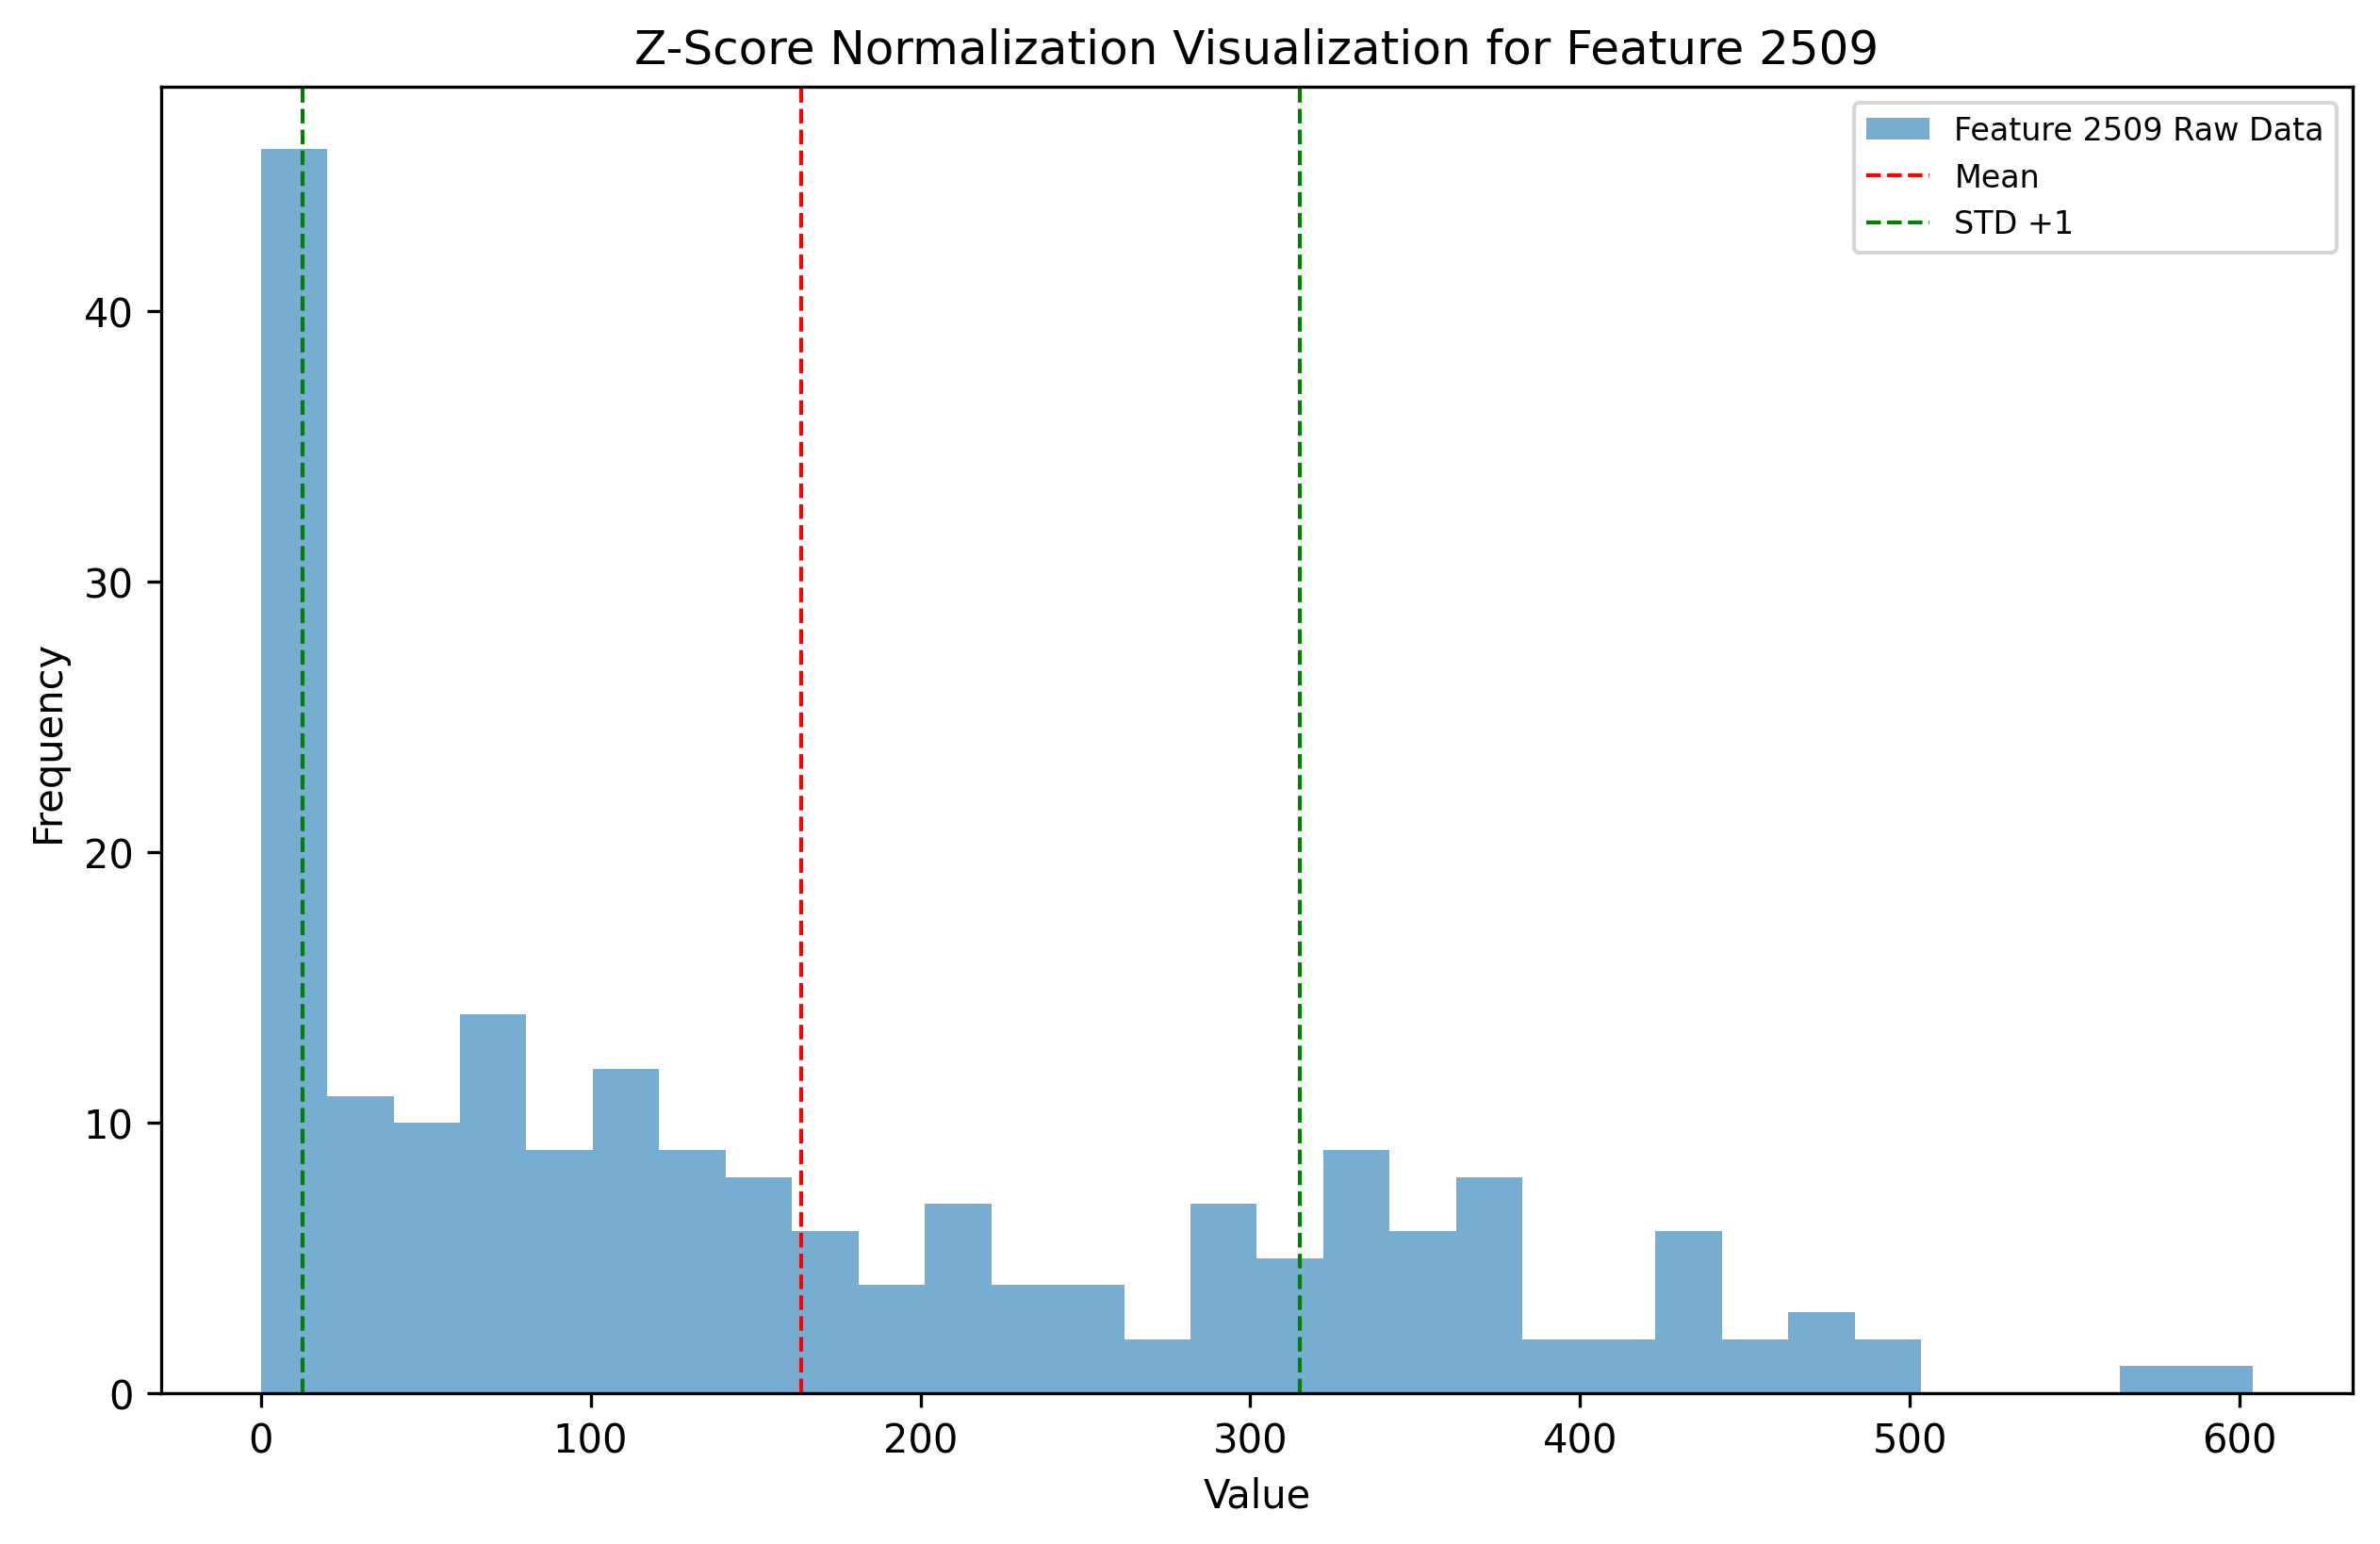 Z-Score Normalization Visualization for Feature 2509
Feature 2509 Raw Data
Mean
STD +1
40
30
20
10
0
Frequency
0 100 200 300 400 500 600
Value